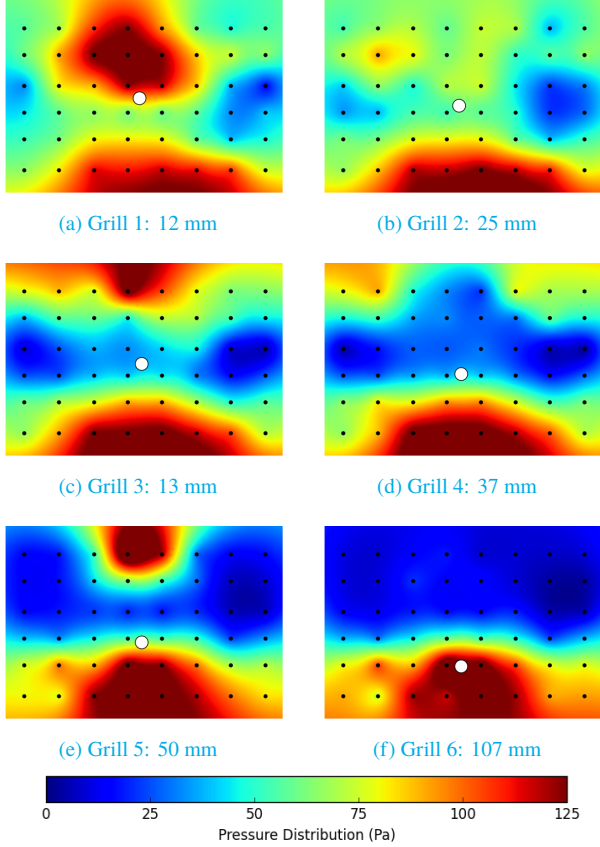 (a) Grill 1: 12 mm
(b) Grill 2: 25 mm
(c) Grill 3: 13 mm
(d) Grill 4: 37 mm
(e) Grill 5: 50 mm
(f) Grill 6: 107 mm
0 25 50 75 100 125
Pressure Distribution (Pa)